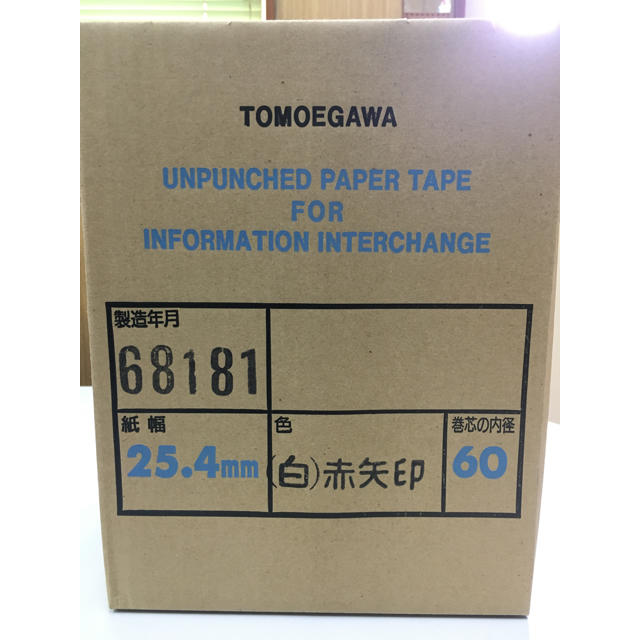 TOMOEGAWA
UNPUNCHED PAPER TAPE
FOR
INFORMATION INTERCHANGE
製造年月
68181
紙幅
25.4mm
色
(白)赤矢印
巻芯の内径
60